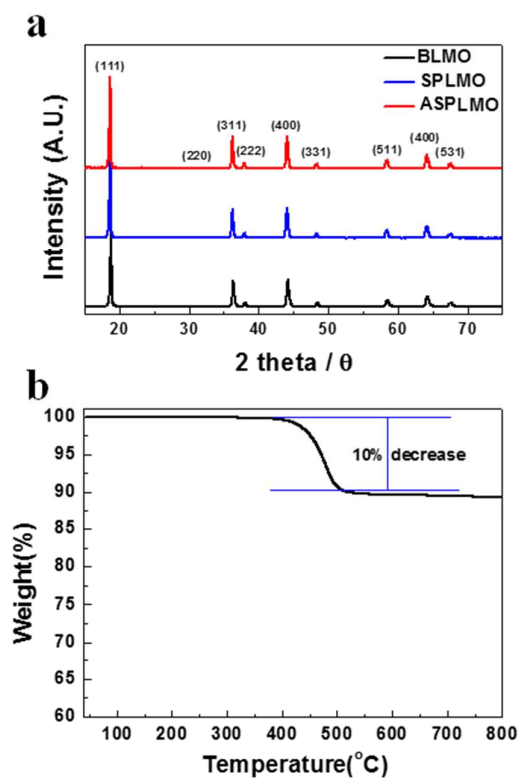 a
BLMO
SPLMO
ASPLMO
(111)
(220)
(311)
(222)
(400)
(331)
(511)
(400)
(531)
Intensity (A.U.)
20 30 40 50 60 70
2 theta / θ
b
100
95
90
85
80
75
70
65
60
10% decrease
Weight(%)
100 200 300 400 500 600 700 800
Temperature(°C)